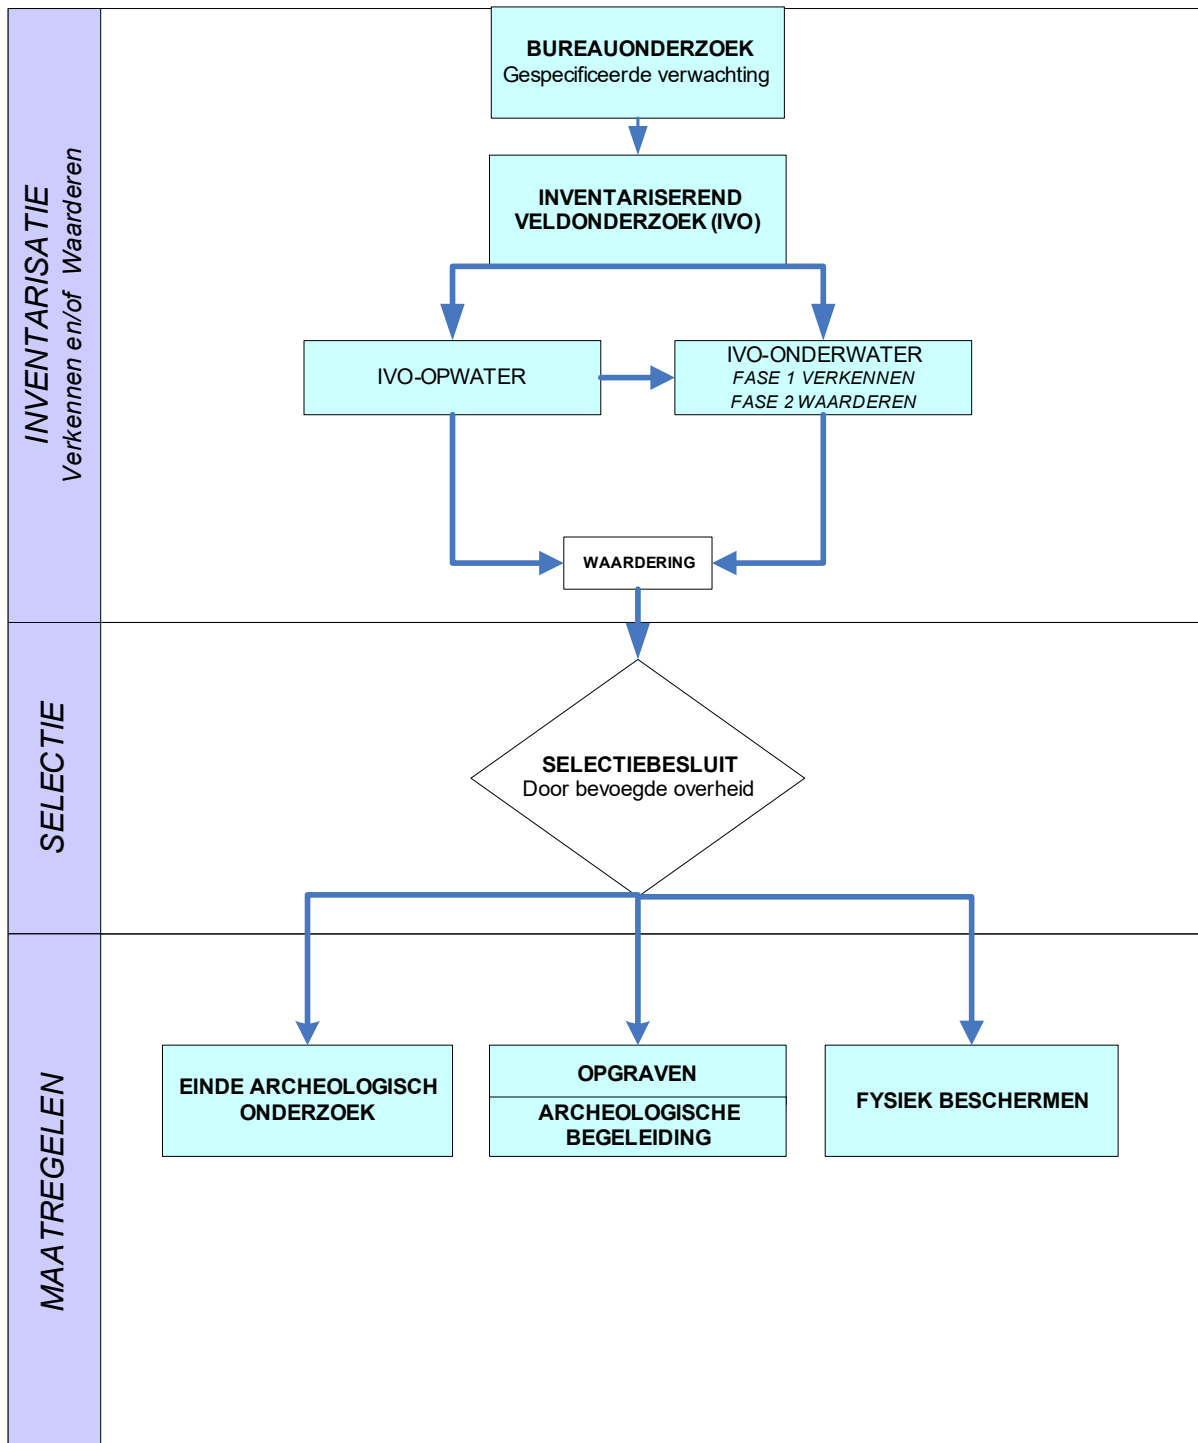 INVENTARISATIE
Verkennen en/of Waarderen
BUREAUONDERZOEK
Gespecificeerde verwachting
INVENTARISEREND
VELDONDERZOEK (IVO)
IVO-OPWATER
IVO-ONDERWATER
FASE 1 VERKENNEN
FASE 2 WAARDEREN
WAARDERING
SELECTIE
SELECTIEBESLUIT
Door bevoegde overheid
MAATREGELEN
EINDE ARCHEOLOGISCH
ONDERZOEK
OPGRAVEN
ARCHEOLOGISCHE
BEGELEIDING
FYSIEK BESCHERMEN